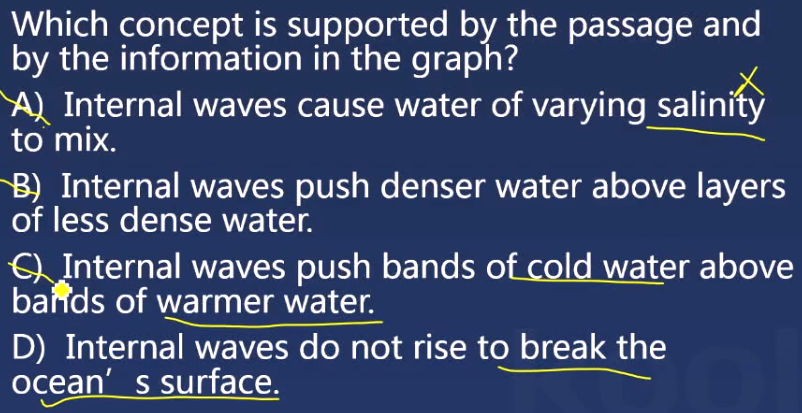 Which concept is supported by the passage and
by the information in the graph?
A) Internal waves cause water of varying salinity
to mix.
B) Internal waves push denser water above layers
of less dense water.
C) Internal waves push bands of cold water above
bands of warmer water.
D) Internal waves do not rise to break the
ocean's surface.